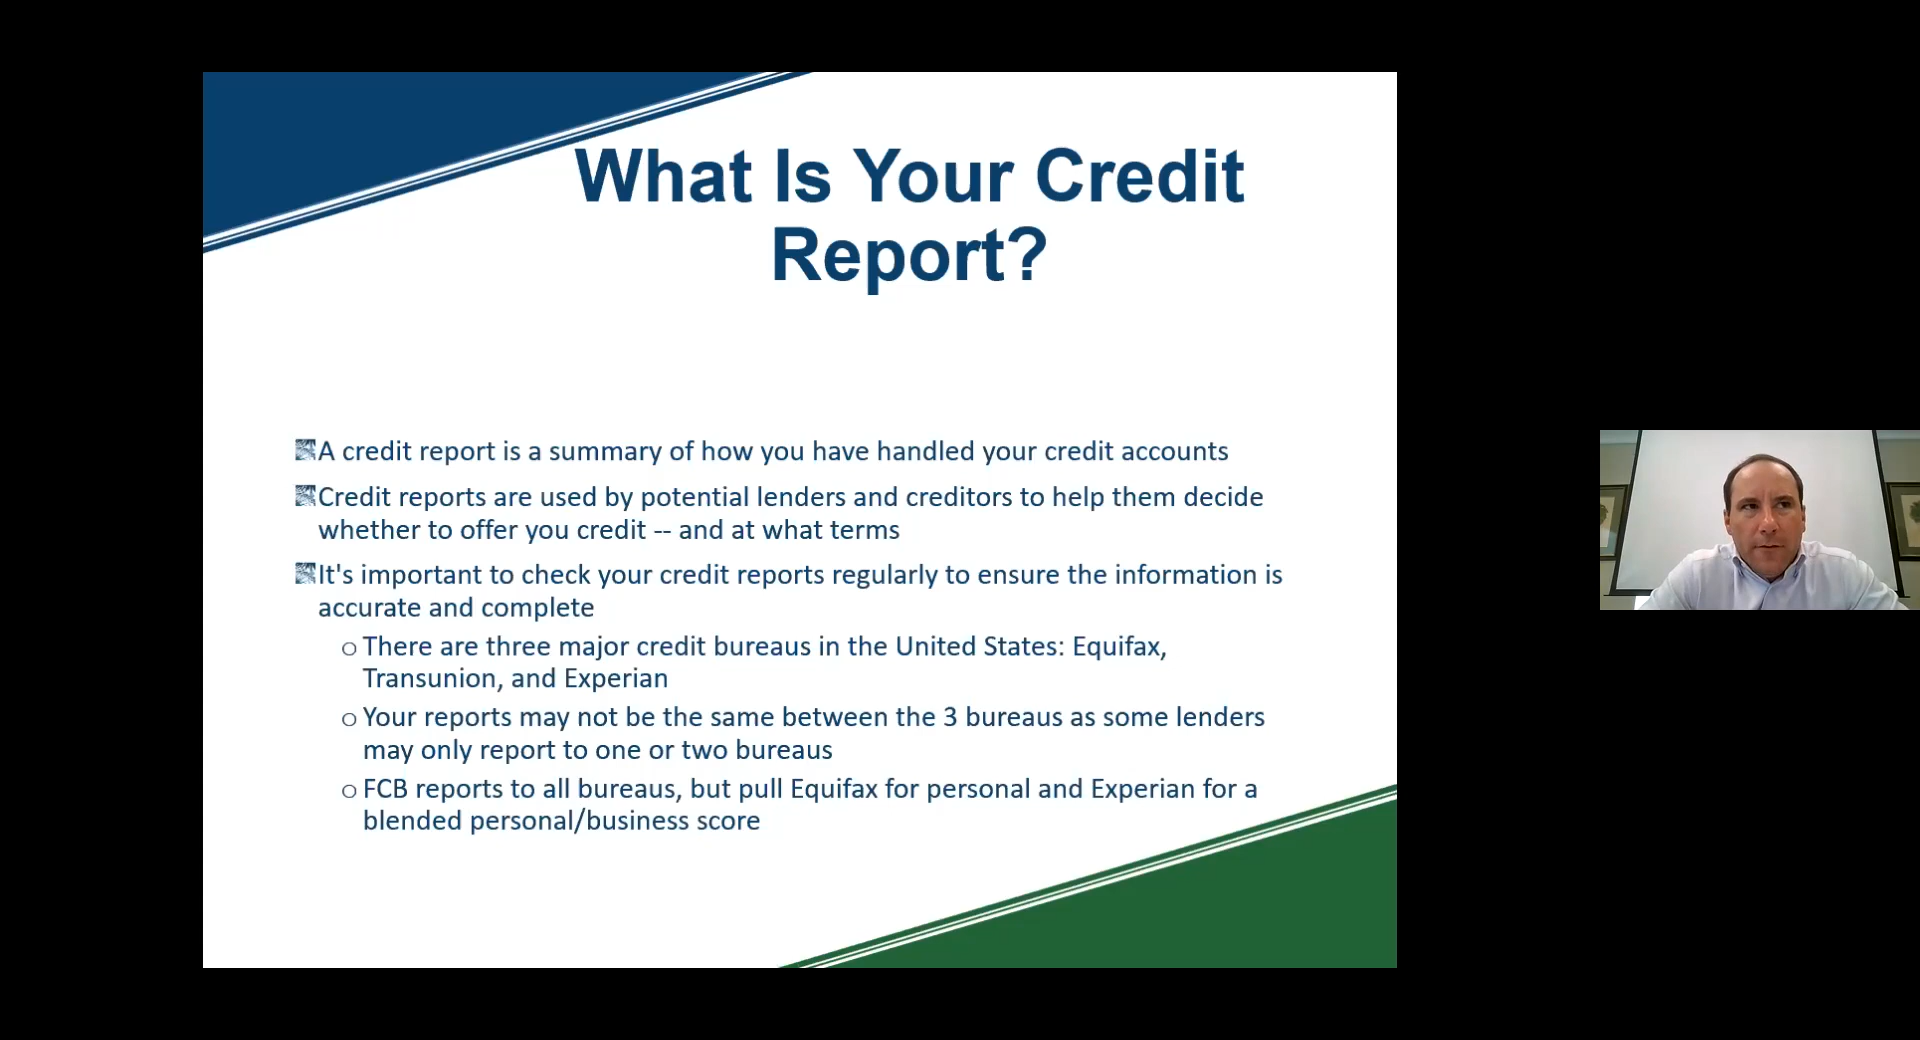 What Is Your Credit
Report?
A credit report is a summary of how you have handled your credit accounts
Credit reports are used by potential lenders and creditors to help them decide
whether to offer you credit -- and at what terms
It's important to check your credit reports regularly to ensure the information is
accurate and complete
o There are three major credit bureaus in the United States: Equifax,
Transunion, and Experian
o Your reports may not be the same between the 3 bureaus as some lenders
may only report to one or two bureaus
o FCB reports to all bureaus, but pull Equifax for personal and Experian for a
blended personal/business score